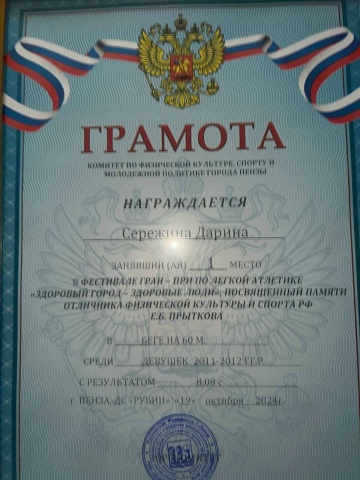 ГРАМОТА
КОМИТЕТ ПО ФИЗИЧЕСКОЙ КУЛЬТУРЕ, СПОРТУ И
МОЛОДЕЖНОЙ ПОЛИТИКЕ ГОРОДА ПЕНЗЫ
НАГРАЖДАЕТСЯ
Сережина Дарина
ЗАНЯВШИЙ (АЯ) 1 МЕСТО
В ФЕСТИВАЛЕ ГРАН – ПРИ ПО ЛЕГКОЙ АТЛЕТИКЕ
«ЗДОРОВЫЙ ГОРОД – ЗДОРОВЫЕ ЛЮДИ», ПОСВЯЩЕННЫЙ ПАМЯТИ
ОТЛИЧНИКА ФИЗИЧЕСКОЙ КУЛЬТУРЫ И СПОРТА РФ
Е.Б. ПРЫТКОВА
В БЕГЕ НА 60 М.
СРЕДИ ДЕВУШЕК 2011-2012 ГГ.Р.
С РЕЗУЛЬТАТОМ 8,08 с
г. ПЕНЗА, ДС «РУБИН» «19» октября 2024г.